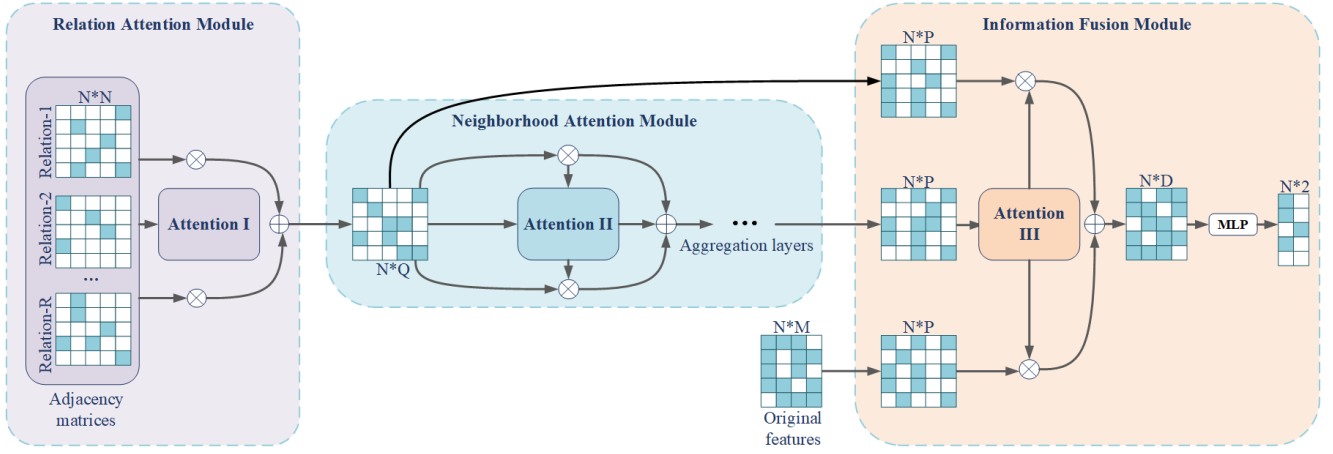 Relation Attention Module
N*N
Relation-1
Relation-2
...
Relation-R
Attention I
Adjacency
matrices
Neighborhood Attention Module
N*Q
Attention II
...
Aggregation layers
N*M
Original
features
Information Fusion Module
N*P
N*P
N*P
Attention
III
N*D
MLP
N*2